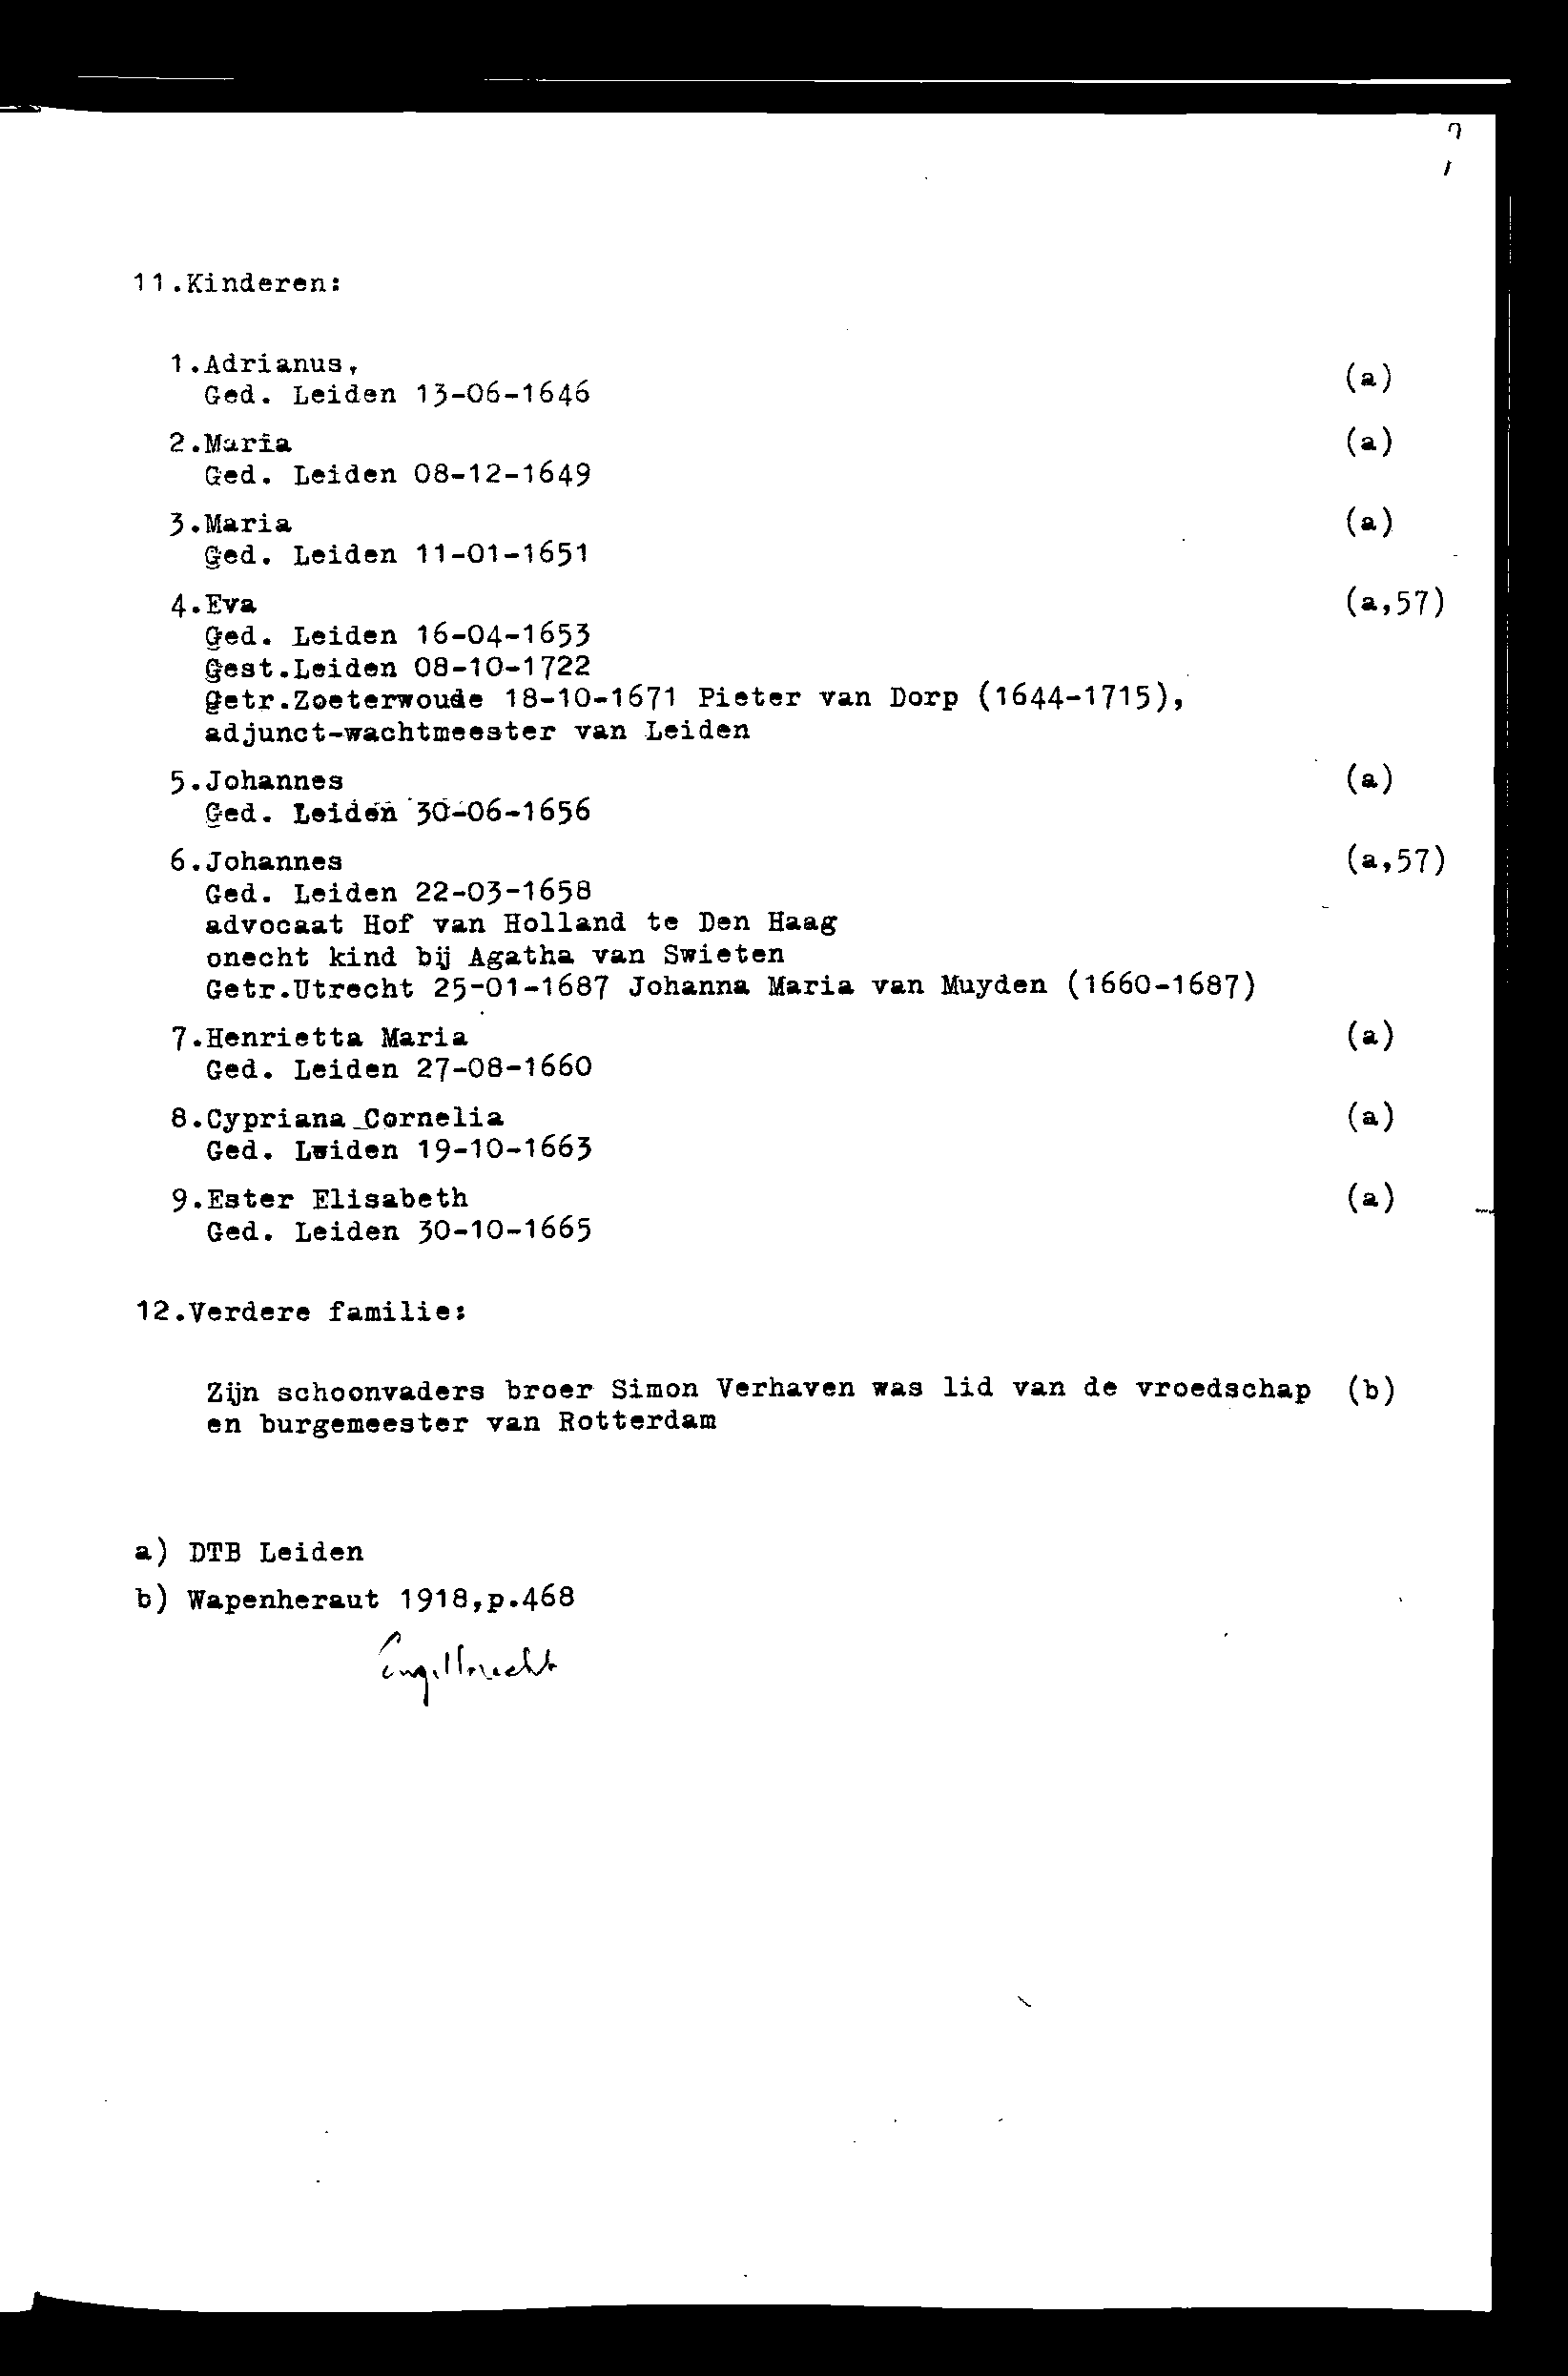 11.Kinderen:
1.Adrianus, (a)
Ged. Leiden 13-06-1646
2.Maria (a)
Ged. Leiden 08-12-1649
3.Maria (a)
Ged. Leiden 11-01-1651
4.Eva (a,57)
Ged. Leiden 16-04-1653
Gest.Leiden 08-10-1722
getr.Zoeterwoude 18-10-1671 Pieter van Dorp (1644-1715),
adjunct-wachtmeester van Leiden
5.Johannes (a)
Ged. Leiden 30-06-1656
6.Johannes (a,57)
Ged. Leiden 22-03-1658
advocaat Hof van Holland te Den Haag
onecht kind bij Agatha van Swieten
Getr.Utrecht 25-01-1687 Johanna Maria van Muyden (1660-1687)
7.Henrietta Maria (a)
Ged. Leiden 27-08-1660
8.Cypriana Cornelia (a)
Ged. Lwiden 19-10-1663
9.Ester Elisabeth (a)
Ged. Leiden 30-10-1665
12.Verdere familie:
Zijn schoonvaders broer Simon Verhaven was lid van de vroedschap (b)
en burgemeester van Rotterdam
a) DTB Leiden
b) Wapenheraut 1918,p.468
Engelbrecht